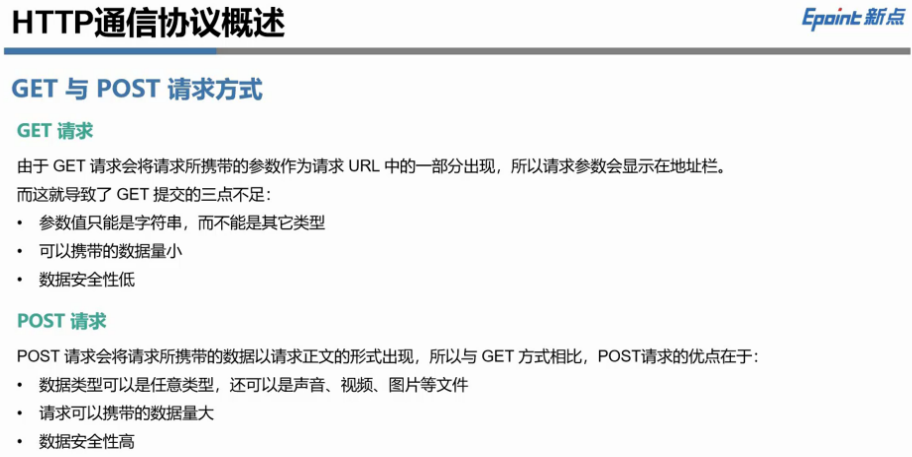 HTTP通信协议概述
Epoint 新点
GET 与 POST 请求方式
GET 请求
由于 GET 请求会将请求所携带的参数作为请求 URL 中的一部分出现，所以请求参数会显示在地址栏。
而这就导致了 GET 提交的三点不足：
• 参数值只能是字符串，而不能是其它类型
• 可以携带的数据量小
• 数据安全性低
POST 请求
POST 请求会将请求所携带的数据以请求正文的形式出现，所以与 GET 方式相比，POST请求的优点在于：
• 数据类型可以是任意类型，还可以是声音、视频、图片等文件
• 请求可以携带的数据量大
• 数据安全性高